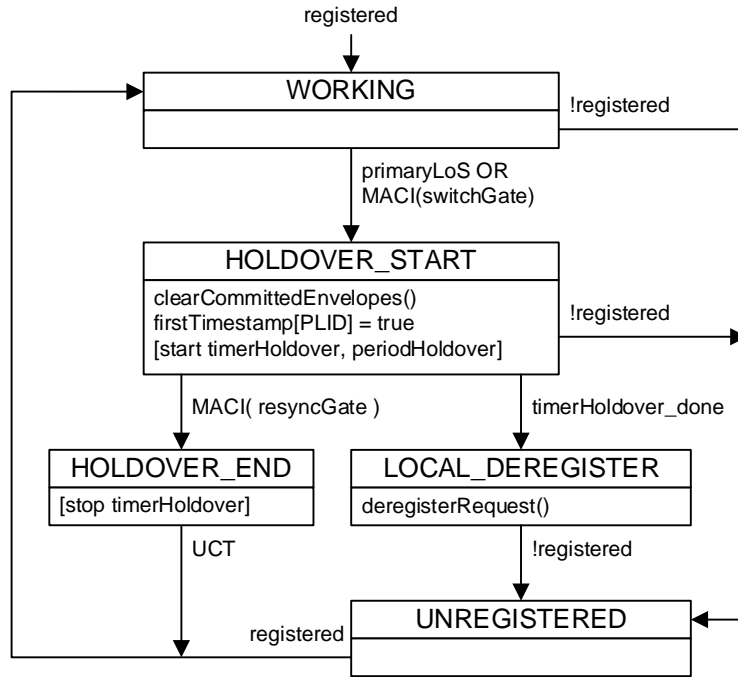 registered
WORKING
!registered
primaryLoS OR
MACI(switchGate)
HOLDOVER_START
clearCommittedEnvelopes()
firstTimestamp[PLID] = true
[start timerHoldover, periodHoldover]
!registered
MACI( resyncGate )
timerHoldover_done
HOLDOVER_END
[stop timerHoldover]
LOCAL_DEREGISTER
deregisterRequest()
UCT
!registered
registered
UNREGISTERED